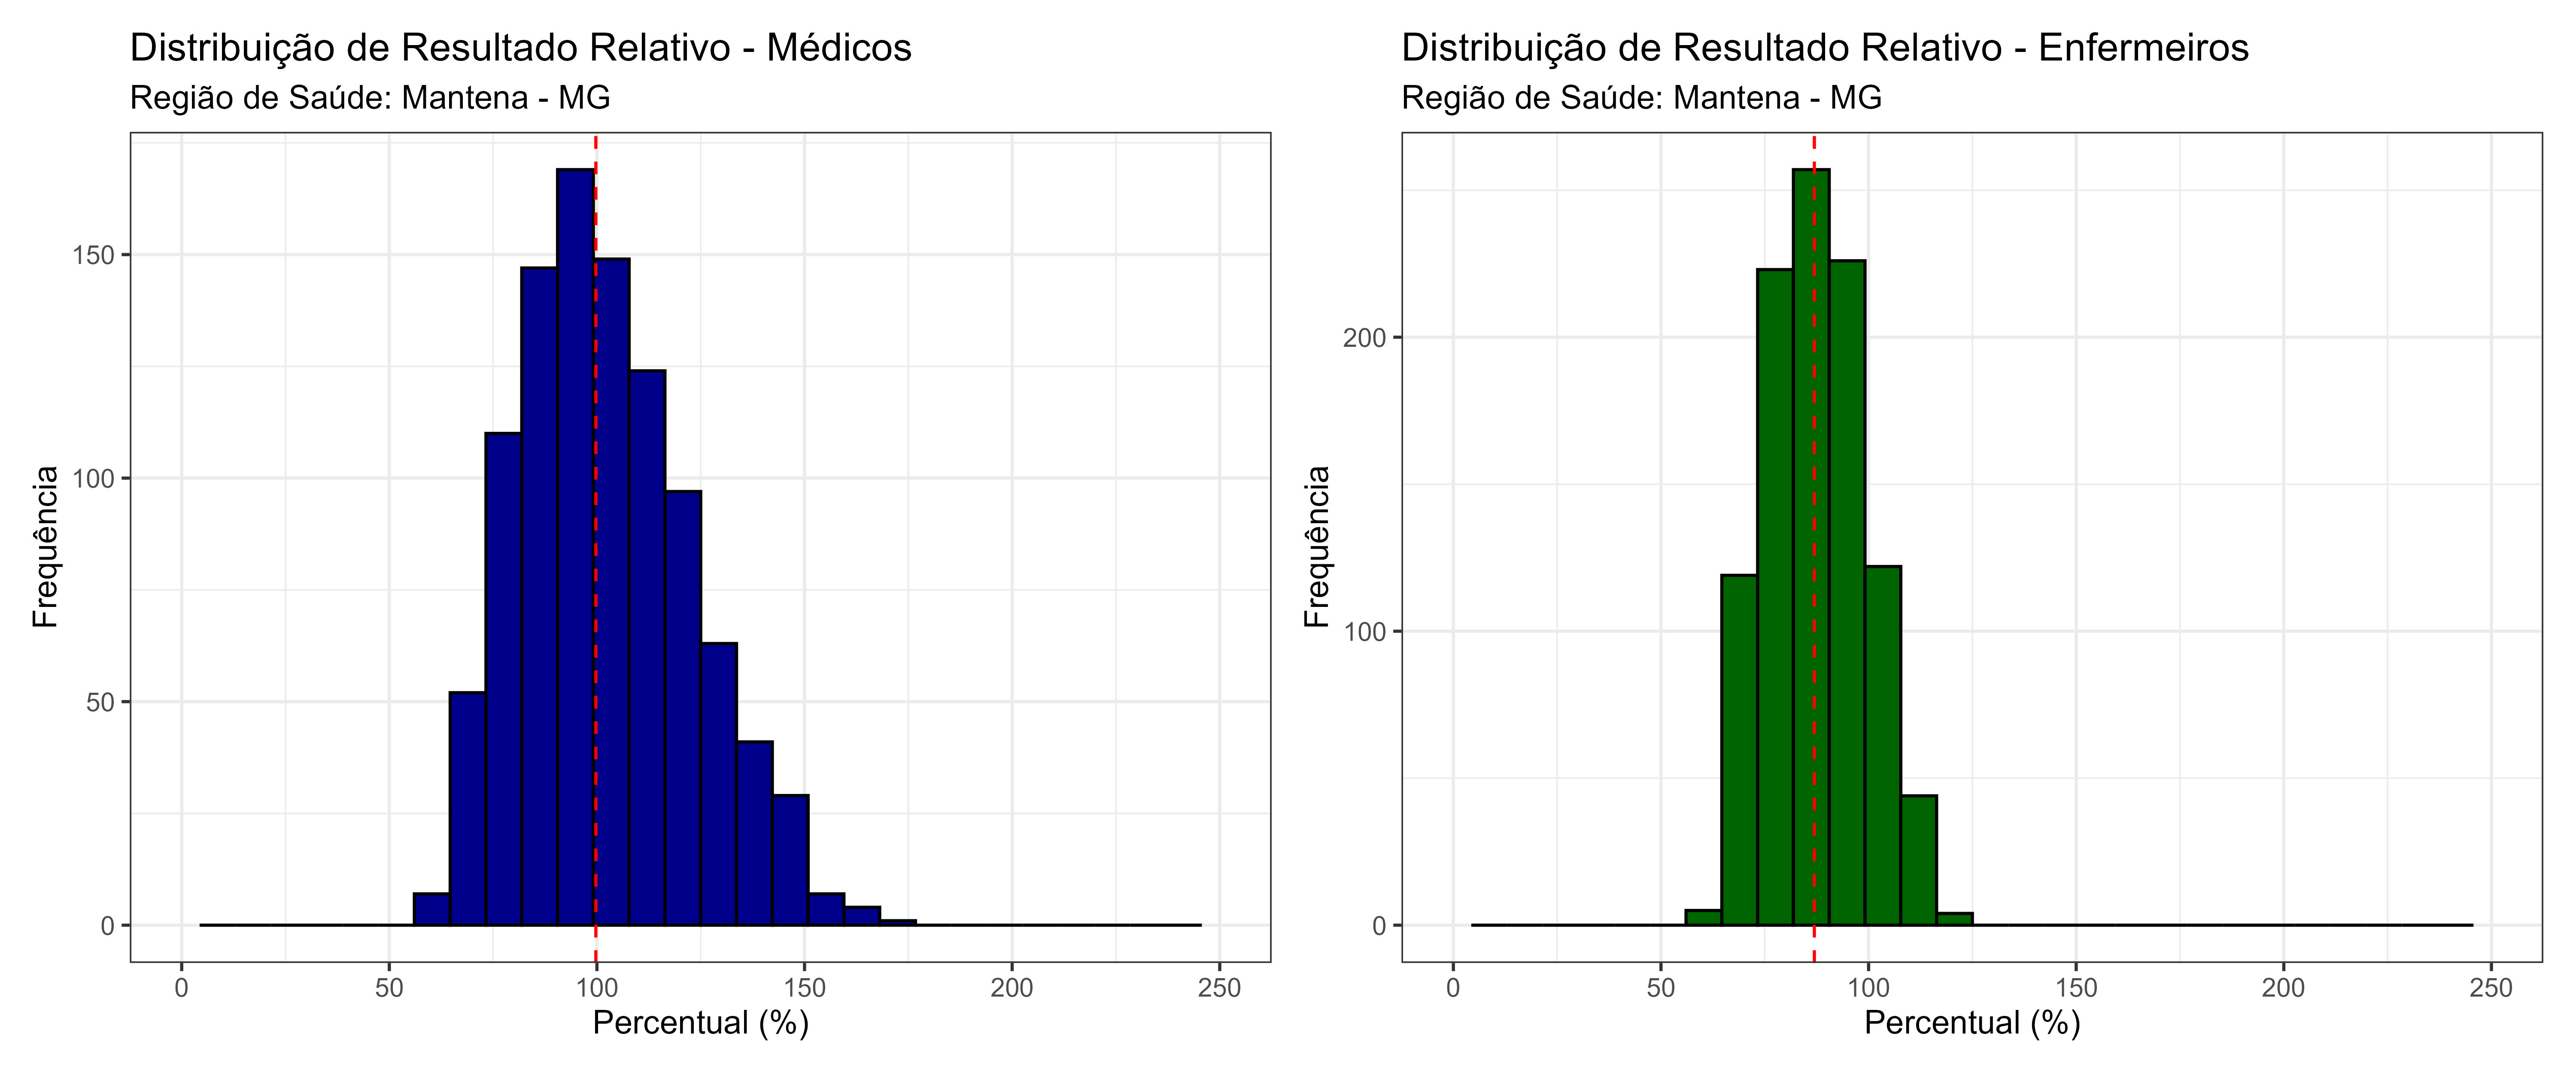 Distribuição de Resultado Relativo - Médicos
Região de Saúde: Mantena - MG
Frequência
150
100
50
0
0 50 100 150 200 250
Percentual (%)
Distribuição de Resultado Relativo - Enfermeiros
Região de Saúde: Mantena - MG
Frequência
200
100
0
0 50 100 150 200 250
Percentual (%)